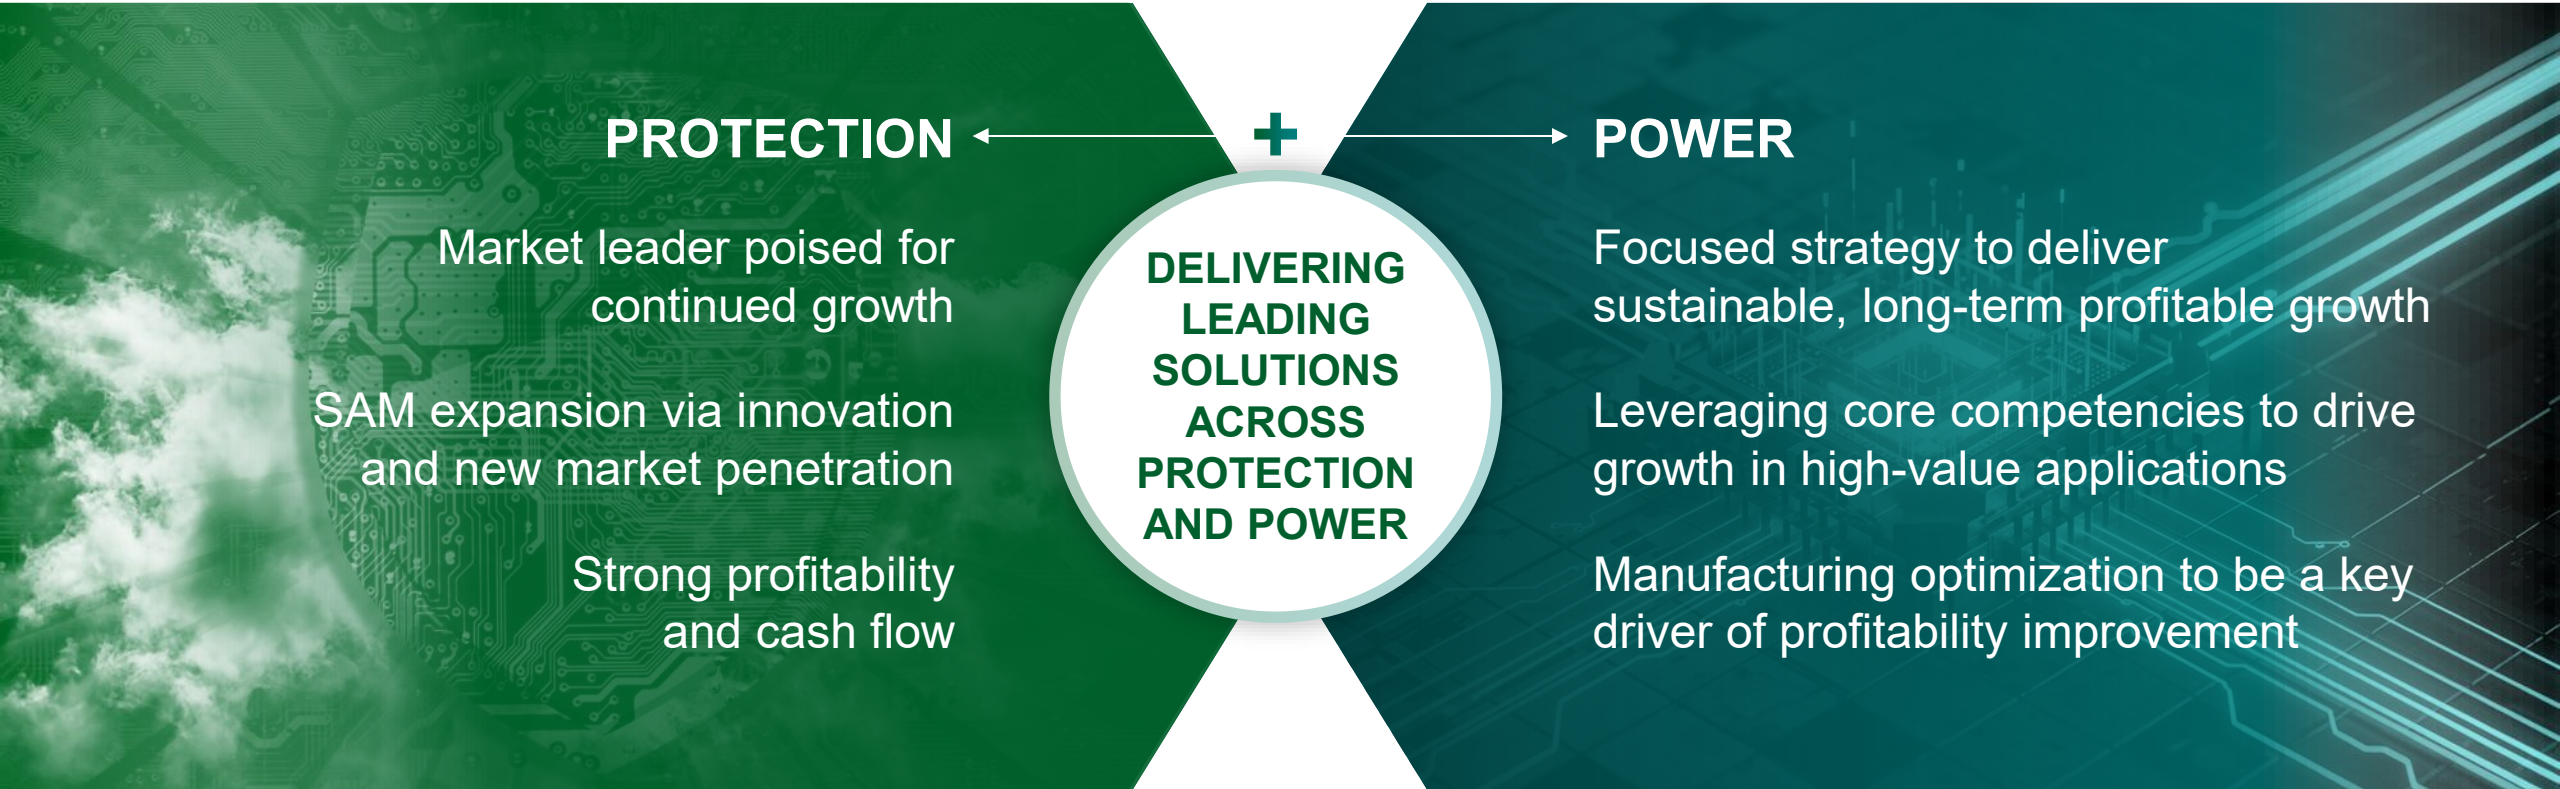 PROTECTION
Market leader poised for
continued growth
SAM expansion via innovation
and new market penetration
Strong profitability
and cash flow
+
DELIVERING
LEADING
SOLUTIONS
ACROSS
PROTECTION
AND POWER
POWER
Focused strategy to deliver
sustainable, long-term profitable growth
Leveraging core competencies to drive
growth in high-value applications
Manufacturing optimization to be a key
driver of profitability improvement